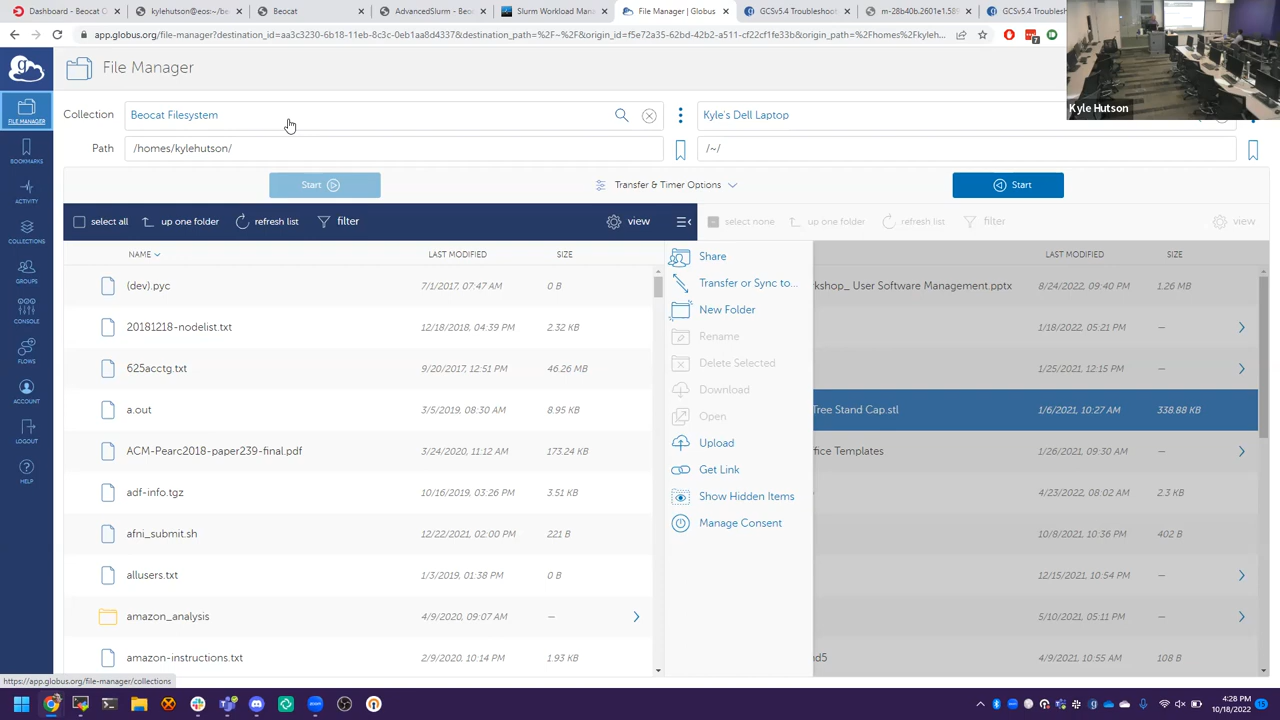 Dashboard - Beocat C
kylehutson@eos:~/be
Beocat
AdvancedSlurm - Beoc
Slurm Workload Man
File Manager | Globus
GCSv5.4 Troubleshoot
m-28b40b.2601e1.58
GCSv5.4 Troub
app.globus.org/file-manager?destination_id=aa3c3230-6b18-11eb-8c3c-0eb1aa8d4337&destination_path=%2F~%2F&origin_id=f5e72a35-62bd-42b2-a511-cf22cf1fe33b&origin_path=%2Fhomes%2Fkyleh...
File Manager
Kyle Hutson
Collection
Beocat Filesystem
Kyle's Dell Laptop
Path
/homes/kylehutson/
/~/
Start
Transfer & Timer Options
Start
select all
up one folder
refresh list
filter
view
select none
up one folder
refresh list
filter
view
NAME
LAST MODIFIED
SIZE
LAST MODIFIED
SIZE
(dev).pyc
7/1/2017, 07:47 AM
0 B
20181218-nodelist.txt
12/18/2018, 04:39 PM
2.32 KB
625acctg.txt
9/20/2017, 12:51 PM
46.26 MB
a.out
3/5/2019, 08:30 AM
8.95 KB
ACM-Pearc2018-paper239-final.pdf
3/24/2020, 11:12 AM
173.24 KB
adf-info.tgz
10/16/2019, 03:26 PM
3.51 KB
afni_submit.sh
12/22/2021, 02:00 PM
221 B
allusers.txt
1/3/2019, 01:38 PM
0 B
amazon_analysis
4/9/2020, 09:07 AM
—
amazon-instructions.txt
2/9/2020, 10:14 PM
1.93 KB
Share
Transfer or Sync to...
New Folder
Rename
Delete Selected
Download
Open
Upload
Get Link
Show Hidden Items
Manage Consent
kshop_ User Software Management.pptx
8/24/2022, 09:40 PM
1.26 MB
1/18/2022, 05:21 PM
—
1/25/2021, 12:15 PM
—
Tree Stand Cap.stl
1/6/2021, 10:27 AM
338.88 KB
fice Templates
1/26/2021, 09:30 AM
—
4/23/2022, 08:02 AM
2.3 KB
10/8/2021, 10:36 PM
402 B
12/15/2021, 10:54 PM
—
5/10/2022, 05:11 PM
—
nd5
4/9/2021, 10:55 AM
108 B
FILE MANAGER
BOOKMARKS
ACTIVITY
COLLECTIONS
GROUPS
CONSOLE
FLOWS
ACCOUNT
LOGOUT
HELP
https://app.globus.org/file-manager/collections
4:28 PM
10/18/2022